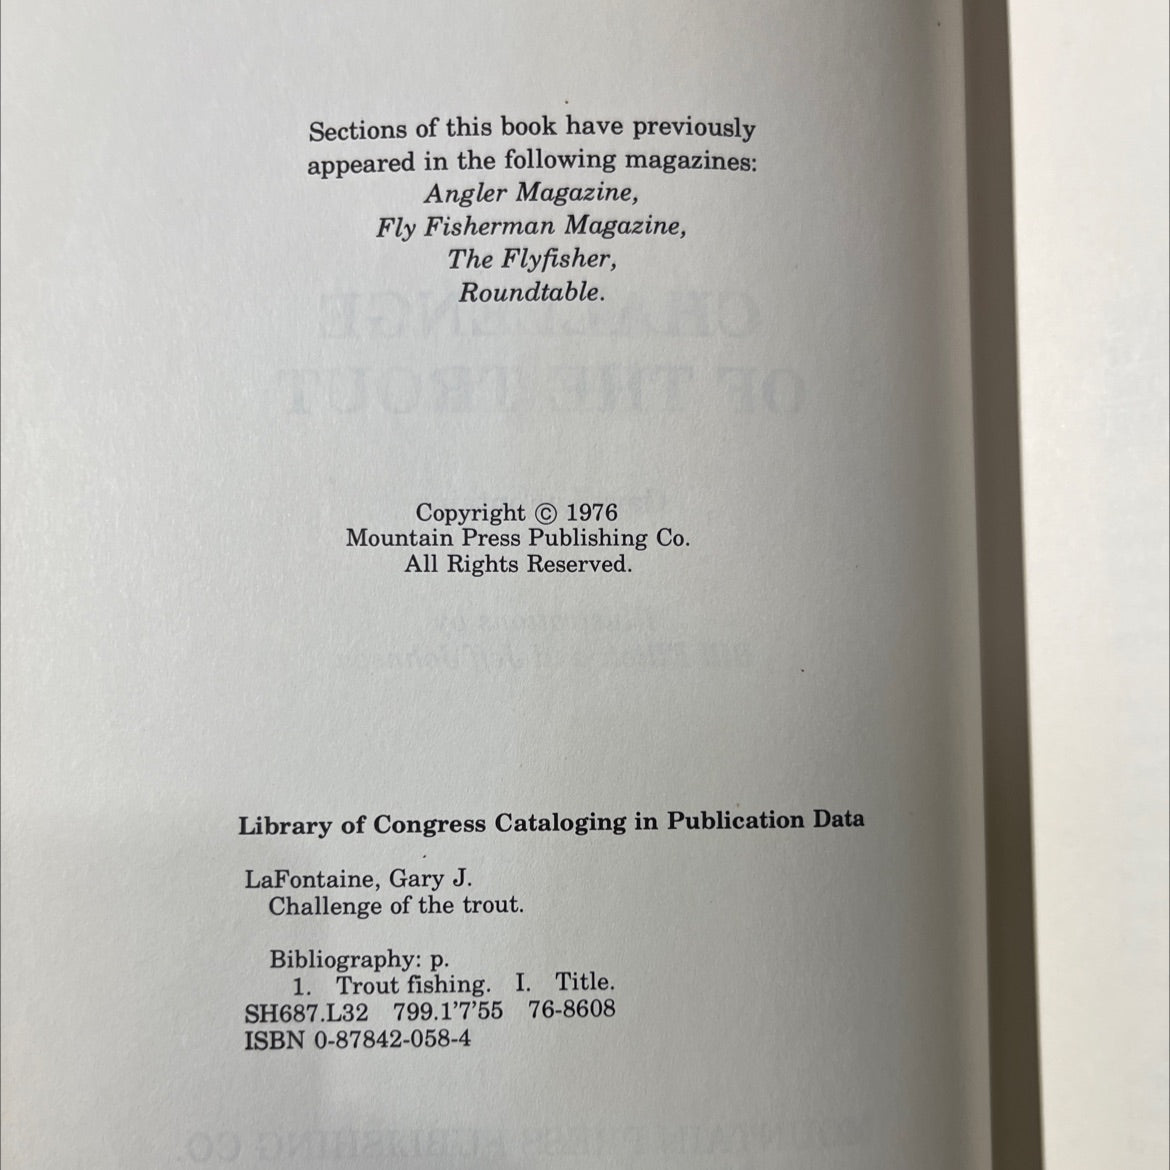 Sections of this book have previously
appeared in the following magazines:
Angler Magazine,
Fly Fisherman Magazine,
The Flyfisher,
Roundtable.
Copyright © 1976
Mountain Press Publishing Co.
All Rights Reserved.
Library of Congress Cataloging in Publication Data
LaFontaine, Gary J.
Challenge of the trout.
Bibliography: p.
1. Trout fishing. I. Title.
SH687.L32 799.1'7'55 76-8608
ISBN 0-87842-058-4